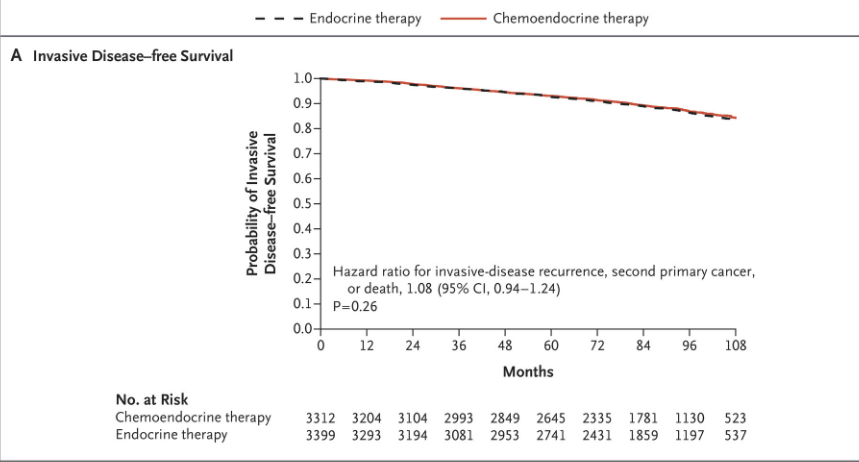 Endocrine therapy Chemoendocrine therapy
A Invasive Disease–free Survival
Probability of Invasive
Disease–free Survival
1.0
0.9
0.8
0.7
0.6
0.5
0.4
0.3
0.2
0.1
0.0
Hazard ratio for invasive-disease recurrence, second primary cancer,
or death, 1.08 (95% CI, 0.94–1.24)
P=0.26
0 12 24 36 48 60 72 84 96 108
Months
No. at Risk
Chemoendocrine therapy 3312 3204 3104 2993 2849 2645 2335 1781 1130 523
Endocrine therapy 3399 3293 3194 3081 2953 2741 2431 1859 1197 537